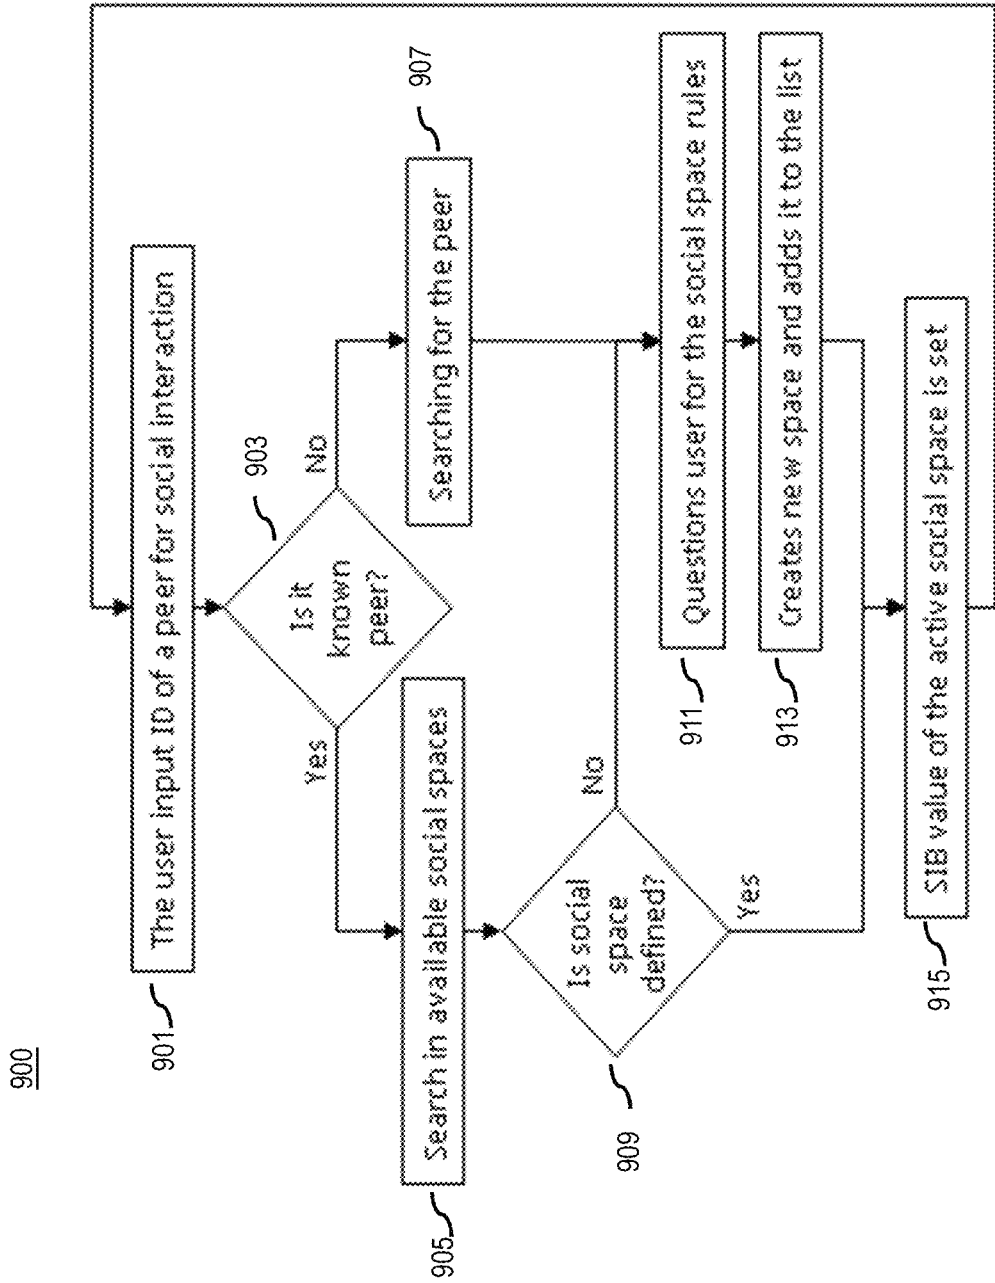 900
901
The user input ID of a peer for social interaction
903
Is it
known
peer?
Yes
No
905
Search in available social spaces
907
Searching for the peer
909
Is social
space
defined?
No
Yes
911
Questions user for the social space rules
913
Creates new space and adds it to the list
915
SIB value of the active social space is set